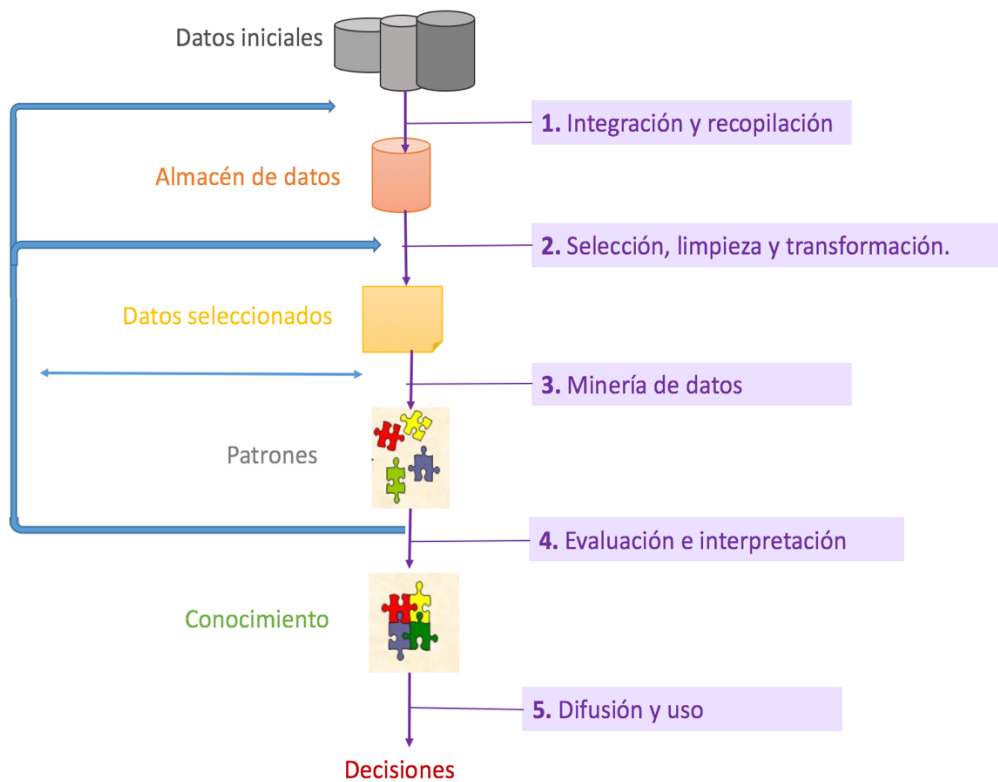 Datos iniciales
1. Integración y recopilación
Almacén de datos
2. Selección, limpieza y transformación.
Datos seleccionados
3. Minería de datos
Patrones
4. Evaluación e interpretación
Conocimiento
5. Difusión y uso
Decisiones